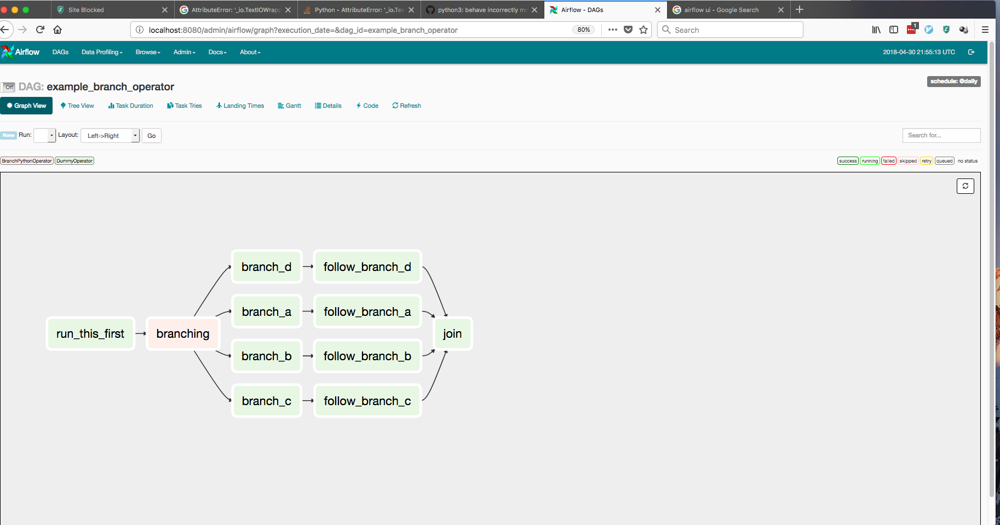 Site Blocked
AttributeError: '_io.TextIOWrapp
Python - AttributeError: '_io.Tex
python3: behave incorrectly mo
Airflow - DAGs
airflow ui - Google Search
localhost:8080/admin/airflow/graph?execution_date=&dag_id=example_branch_operator
80%
Search
1
Airflow DAGs Data Profiling Browse Admin Docs About 2018-04-30 21:55:13 UTC
Off DAG: example_branch_operator schedule: @daily
Graph View Tree View Task Duration Task Tries Landing Times Gantt Details Code Refresh
None Run: Layout: Left->Right Go Search for...
BranchPythonOperator DummyOperator success running failed skipped retry queued no status
branch_d follow_branch_d
branch_a follow_branch_a
run_this_first branching join
branch_b follow_branch_b
branch_c follow_branch_c